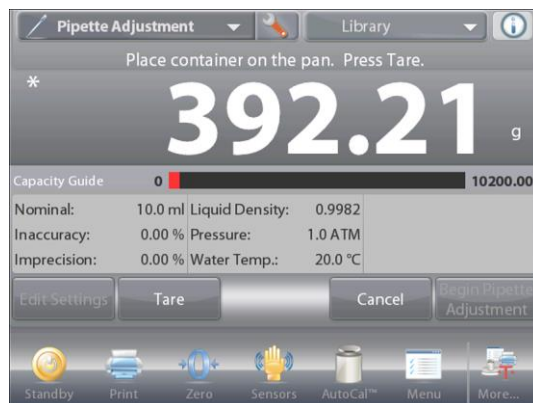 Pipette Adjustment Library
Place container on the pan. Press Tare.
*
392.21 g
Capacity Guide 0 10200.00
Nominal: 10.0 ml Liquid Density: 0.9982
Inaccuracy: 0.00 % Pressure: 1.0 ATM
Imprecision: 0.00 % Water Temp.: 20.0 °C
Edit Settings Tare Cancel Begin Pipette
Adjustment
Standby Print Zero Sensors AutoCal™ Menu More...